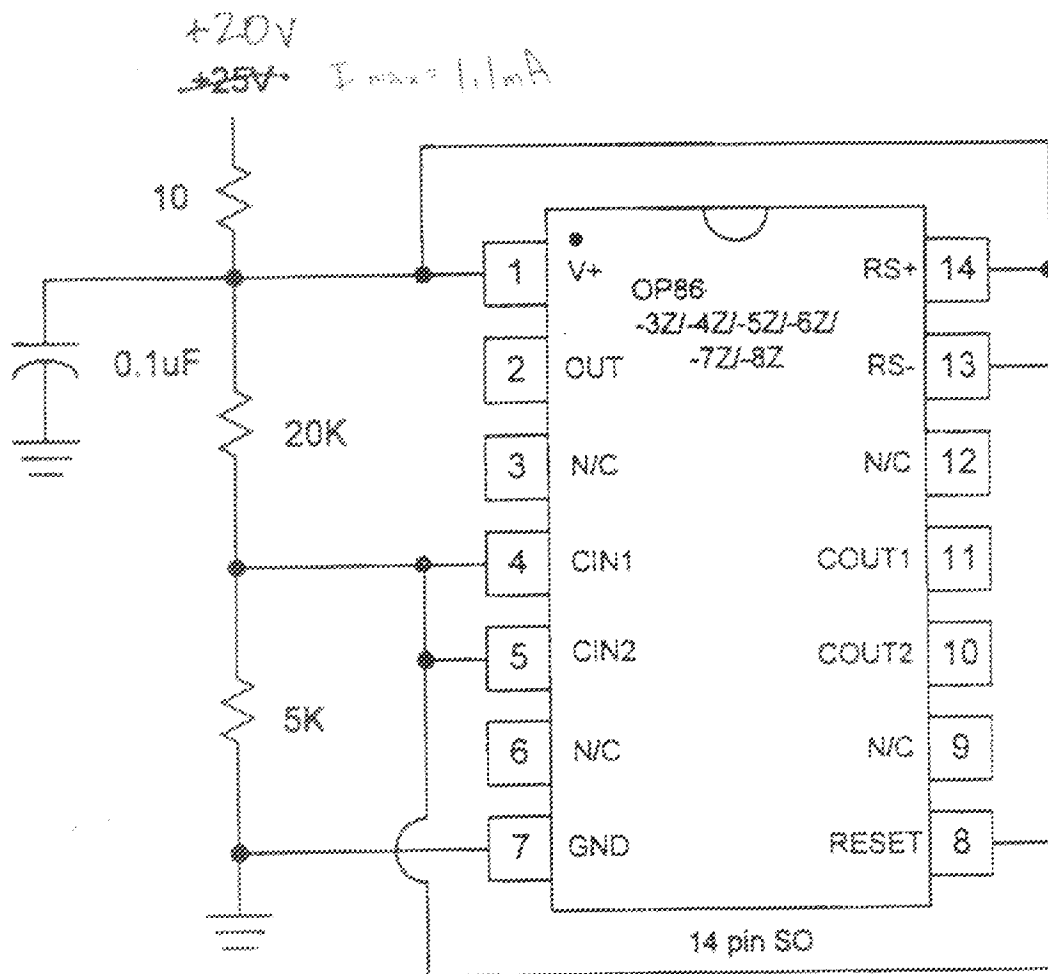 +20V
+25V I max = 1.1mA
10
0.1uF
20K
5K
1 V+
2 OUT
3 N/C
4 CIN1
5 CIN2
6 N/C
7 GND
OP86
-3Z/-4Z/-5Z/-6Z/
-7Z/-8Z
RS+ 14
RS- 13
N/C 12
COUT1 11
COUT2 10
N/C 9
RESET 8
14 pin SO